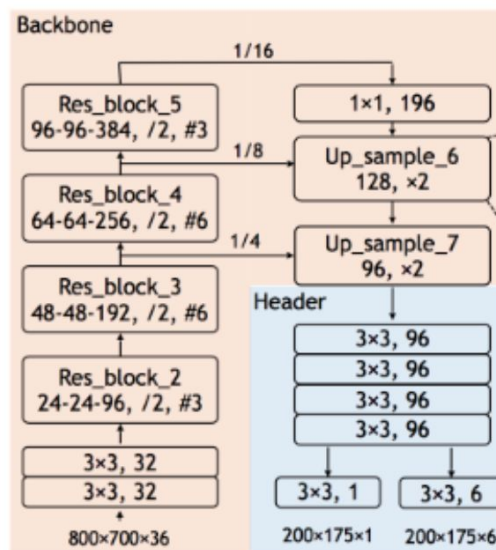 Backbone
1/16
Res_block_5
96-96-384, /2, #3
1×1, 196
1/8
Up_sample_6
128, ×2
Res_block_4
64-64-256, /2, #6
1/4
Up_sample_7
96, ×2
Res_block_3
48-48-192, /2, #6
Header
3×3, 96
3×3, 96
3×3, 96
3×3, 96
Res_block_2
24-24-96, /2, #3
3×3, 32
3×3, 32
3×3, 1
3×3, 6
800×700×36
200×175×1
200×175×6